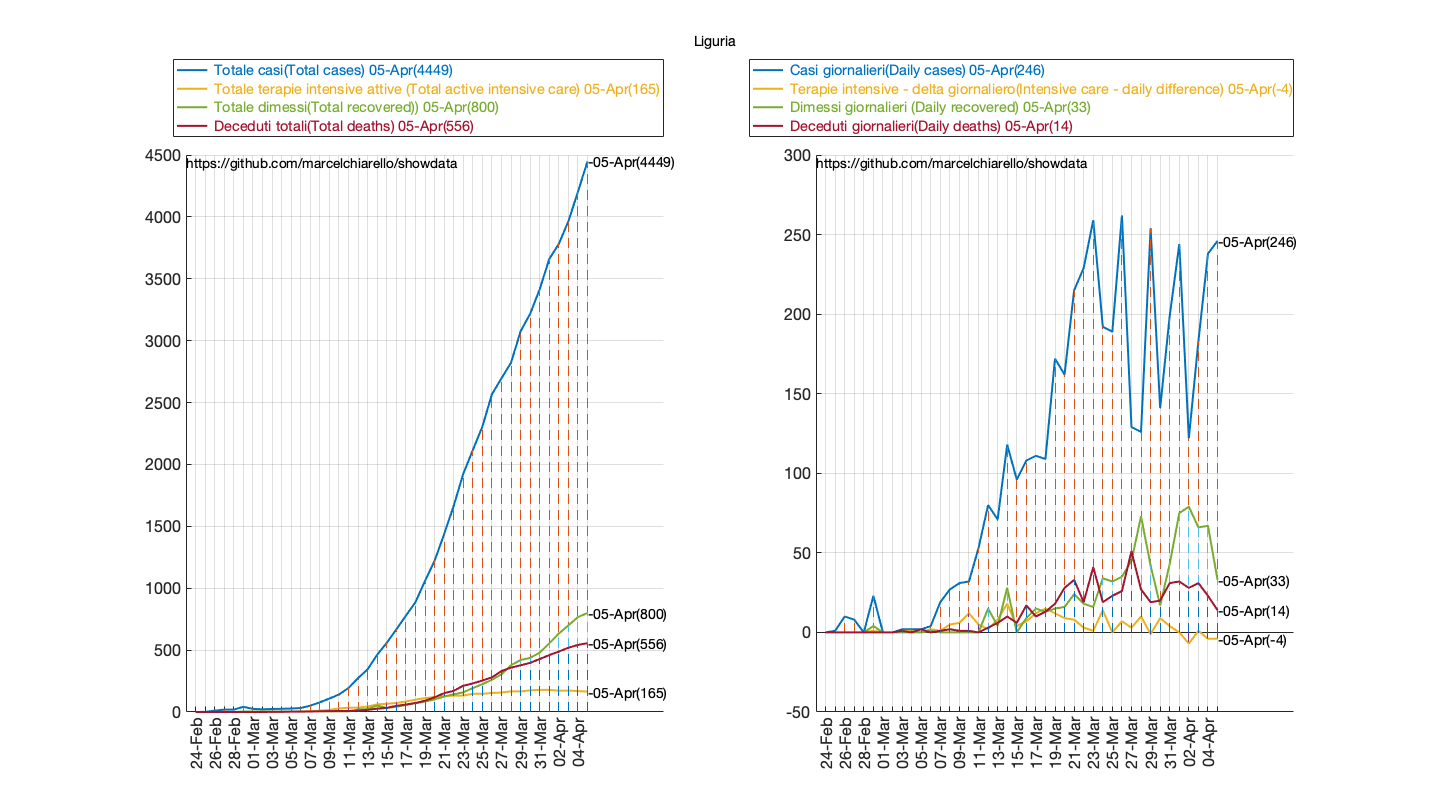 Liguria
Totale casi(Total cases) 05-Apr(4449)
Totale terapie intensive attive (Total active intensive care) 05-Apr(165)
Totale dimessi(Total recovered)) 05-Apr(800)
Deceduti totali(Total deaths) 05-Apr(556)
4500
https://github.com/marcelchiarello/showdata
-05-Apr(4449)
4000
3500
3000
2500
2000
1500
1000
-05-Apr(800)
-05-Apr(556)
500
-05-Apr(165)
0
24-Feb
26-Feb
28-Feb
01-Mar
03-Mar
05-Mar
07-Mar
09-Mar
11-Mar
13-Mar
15-Mar
17-Mar
19-Mar
21-Mar
23-Mar
25-Mar
27-Mar
29-Mar
31-Mar
02-Apr
04-Apr
Casi giornalieri(Daily cases) 05-Apr(246)
Terapie intensive - delta giornaliero(Intensive care - daily difference) 05-Apr(-4)
Dimessi giornalieri (Daily recovered) 05-Apr(33)
Deceduti giornalieri(Daily deaths) 05-Apr(14)
300
https://github.com/marcelchiarello/showdata
250
-05-Apr(246)
200
150
100
50
-05-Apr(33)
-05-Apr(14)
0
-05-Apr(-4)
-50
24-Feb
26-Feb
28-Feb
01-Mar
03-Mar
05-Mar
07-Mar
09-Mar
11-Mar
13-Mar
15-Mar
17-Mar
19-Mar
21-Mar
23-Mar
25-Mar
27-Mar
29-Mar
31-Mar
02-Apr
04-Apr